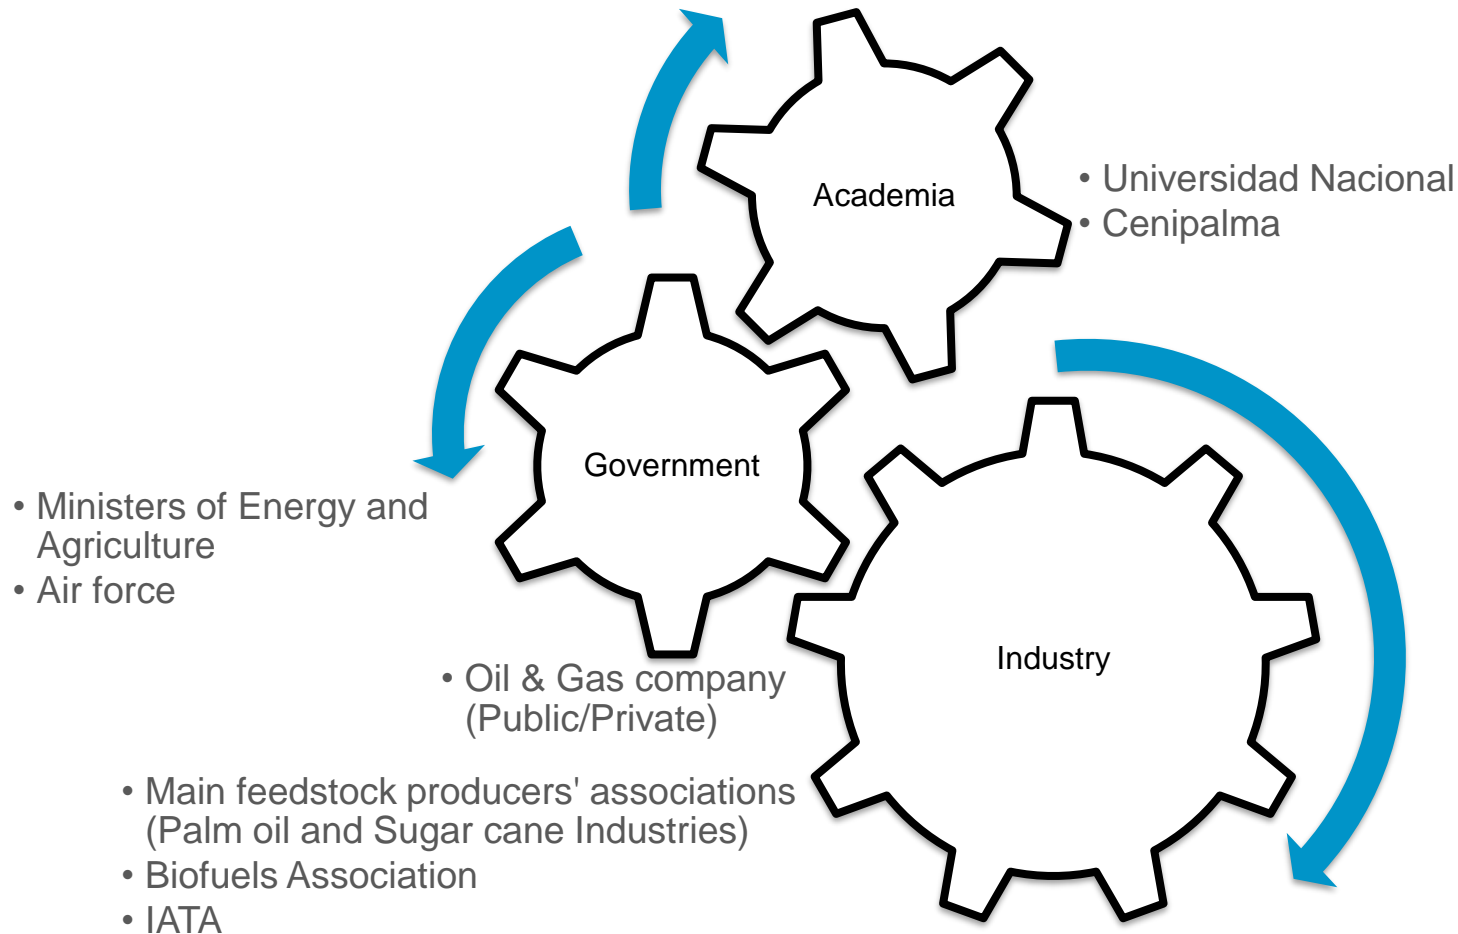 Academia
• Universidad Nacional
• Cenipalma
Government
• Ministers of Energy and
Agriculture
• Air force
Industry
• Oil & Gas company
(Public/Private)
• Main feedstock producers' associations
(Palm oil and Sugar cane Industries)
• Biofuels Association
• IATA